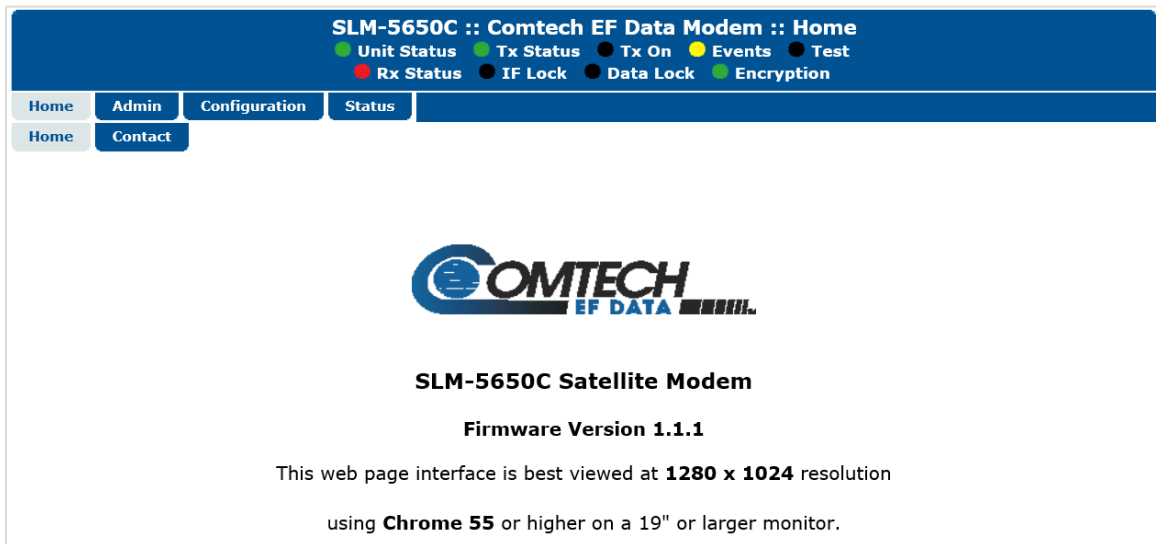 SLM-5650C :: Comtech EF Data Modem :: Home
Unit Status Tx Status Tx On Events Test
Rx Status IF Lock Data Lock Encryption
Home Admin Configuration Status
Home Contact
COMTECH
EF DATA
SLM-5650C Satellite Modem
Firmware Version 1.1.1
This web page interface is best viewed at 1280 x 1024 resolution
using Chrome 55 or higher on a 19" or larger monitor.